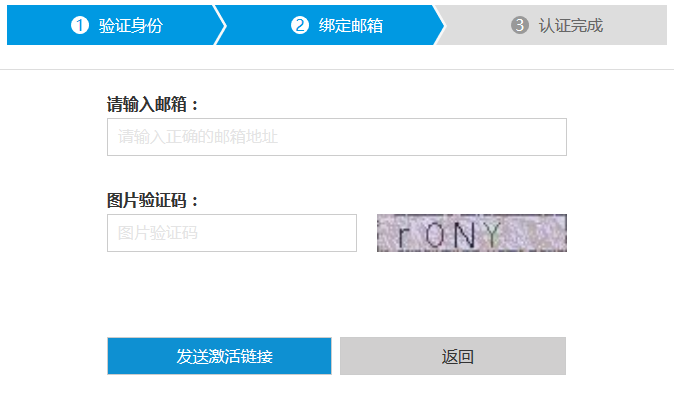 1 验证身份 2 绑定邮箱 3 认证完成
请输入邮箱：
请输入正确的邮箱地址
图片验证码：
图片验证码 rONY
发送激活链接 返回